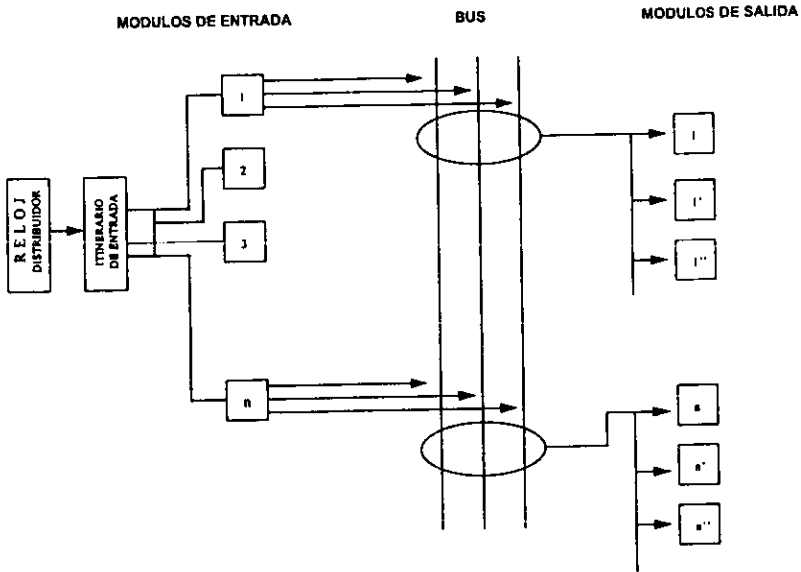 MODULOS DE ENTRADA
BUS
MODULOS DE SALIDA
RELOJ
DISTRIBUIDOR
ITINERARIO
DE ENTRADA
1
2
3
n
1
1'
1''
n
n'
n''